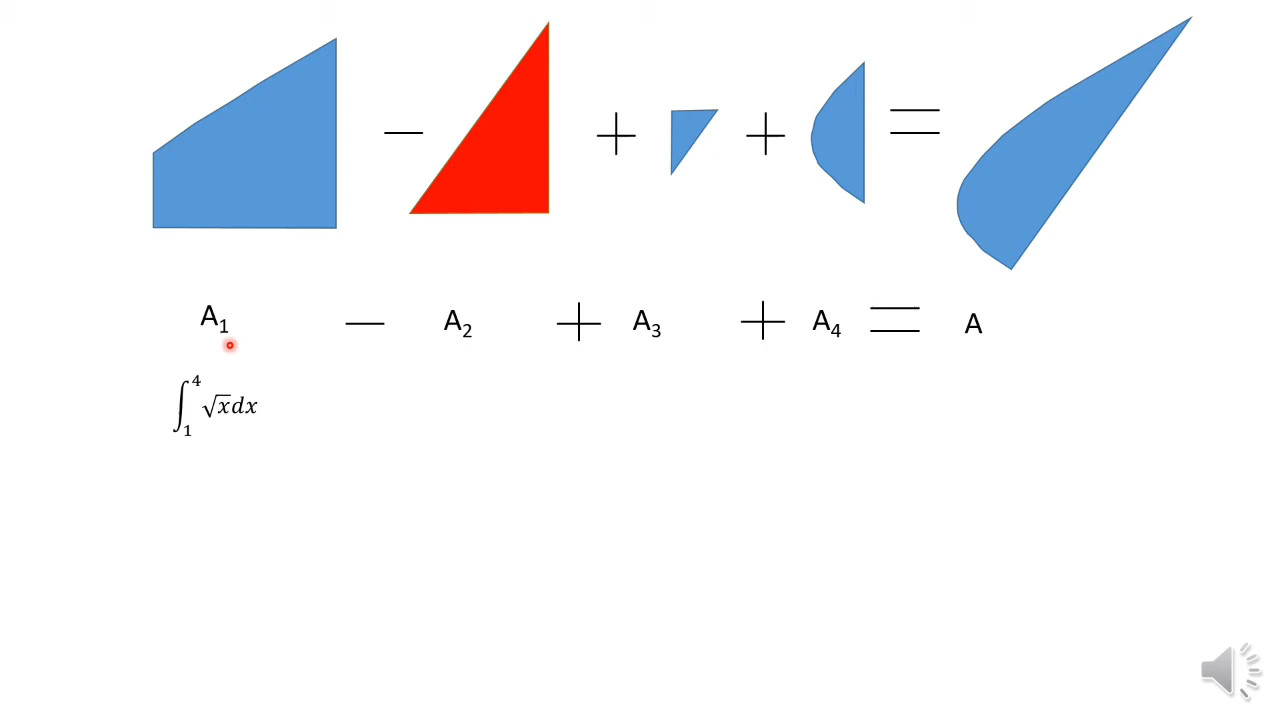 − + + =
A₁ − A₂ + A₃ + A₄ = A
∫₁⁴ √x dx